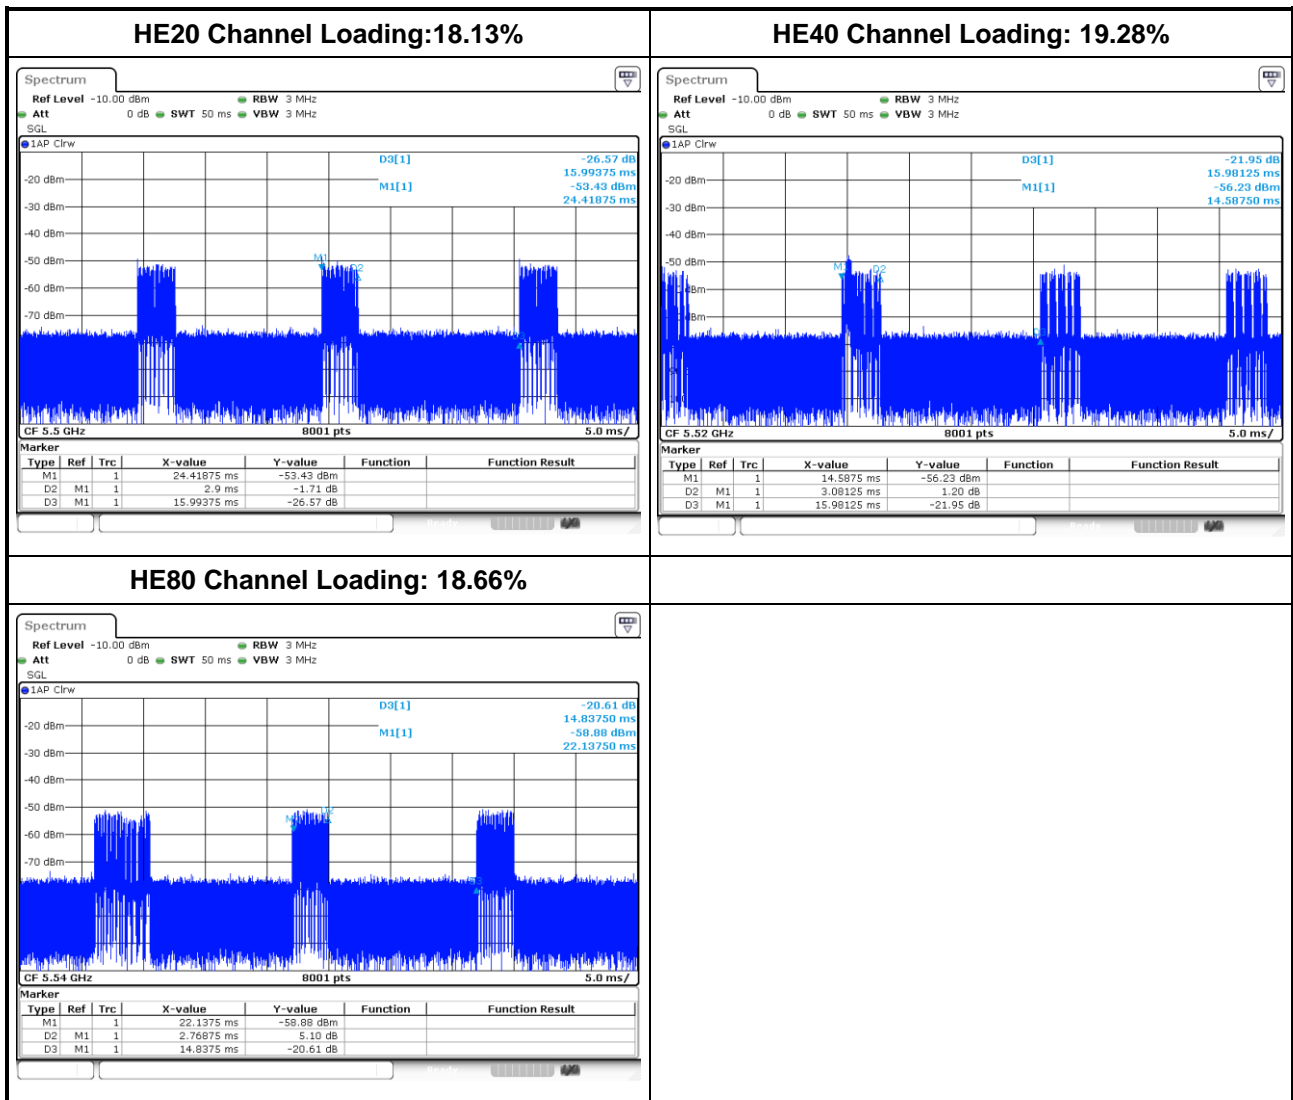 HE20 Channel Loading:18.13%
Spectrum
Ref Level -10.00 dBm RBW 3 MHz
Att 0 dB SWT 50 ms VBW 3 MHz
SGL
1AP Clrw
D3[1] -26.57 dB
15.99375 ms
M1[1] -53.43 dBm
24.41875 ms
-20 dBm
-30 dBm
-40 dBm
-50 dBm
-60 dBm
-70 dBm
M1
D2
CF 5.5 GHz 8001 pts 5.0 ms/
Marker
Type Ref Trc X-value Y-value Function Function Result
M1 1 24.41875 ms -53.43 dBm
D2 M1 1 2.9 ms -1.71 dB
D3 M1 1 15.99375 ms -26.57 dB
Ready
HE40 Channel Loading: 19.28%
Spectrum
Ref Level -10.00 dBm RBW 3 MHz
Att 0 dB SWT 50 ms VBW 3 MHz
SGL
1AP Clrw
D3[1] -21.95 dB
15.98125 ms
M1[1] -56.23 dBm
14.58750 ms
-20 dBm
-30 dBm
-40 dBm
-50 dBm
dBm
dBm
D2
CF 5.52 GHz 8001 pts 5.0 ms/
Marker
Type Ref Trc X-value Y-value Function Function Result
M1 1 14.5875 ms -56.23 dBm
D2 M1 1 3.08125 ms 1.20 dB
D3 M1 1 15.98125 ms -21.95 dB
Ready
HE80 Channel Loading: 18.66%
Spectrum
Ref Level -10.00 dBm RBW 3 MHz
Att 0 dB SWT 50 ms VBW 3 MHz
SGL
1AP Clrw
D3[1] -20.61 dB
14.83750 ms
M1[1] -58.88 dBm
22.13750 ms
-20 dBm
-30 dBm
-40 dBm
-50 dBm
-60 dBm
-70 dBm
D2
D3
CF 5.54 GHz 8001 pts 5.0 ms/
Marker
Type Ref Trc X-value Y-value Function Function Result
M1 1 22.1375 ms -58.88 dBm
D2 M1 1 2.76875 ms 5.10 dB
D3 M1 1 14.8375 ms -20.61 dB
Ready